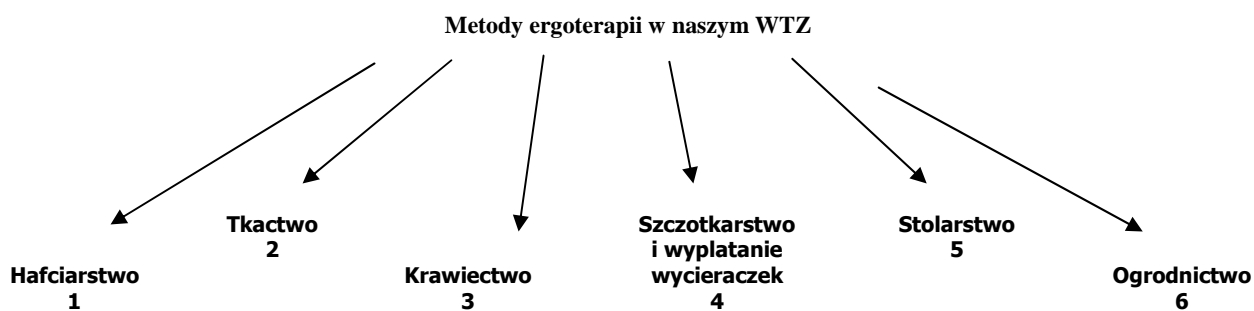 Metody ergoterapii w naszym WTZ
Hafciarstwo
1
Tkactwo
2
Krawiectwo
3
Szczotkarstwo
i wyplatanie
wycieraczek
4
Stolarstwo
5
Ogrodnictwo
6